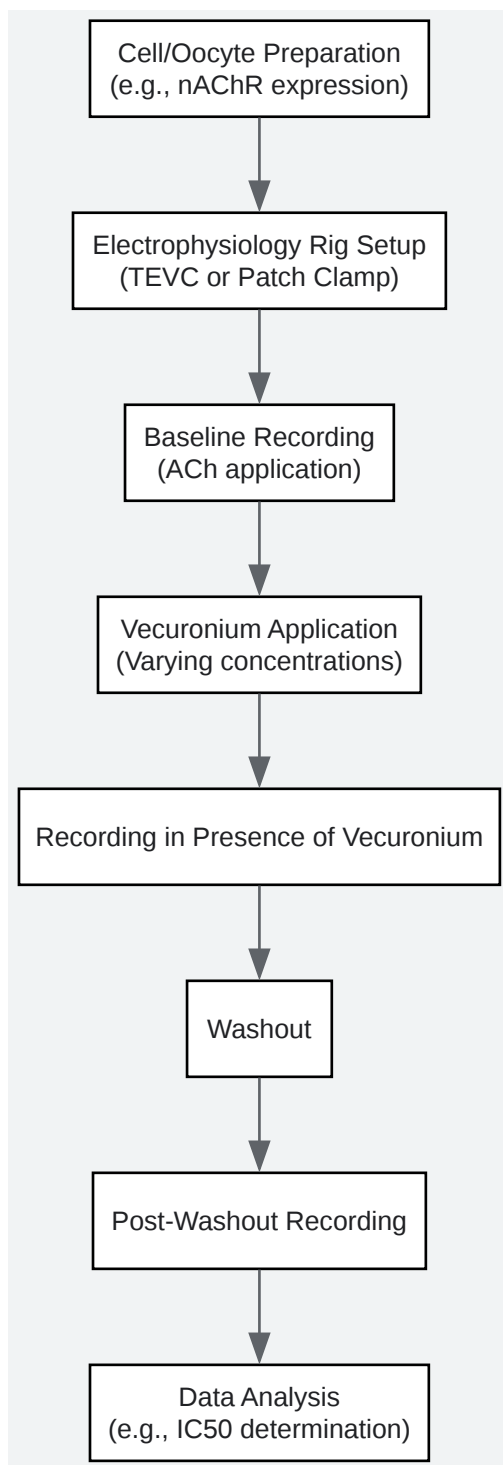 Cell/Oocyte Preparation
(e.g., nAChR expression)
Electrophysiology Rig Setup
(TEVC or Patch Clamp)
Baseline Recording
(ACh application)
Vecuronium Application
(Varying concentrations)
Recording in Presence of Vecuronium
Washout
Post-Washout Recording
Data Analysis
(e.g., IC50 determination)